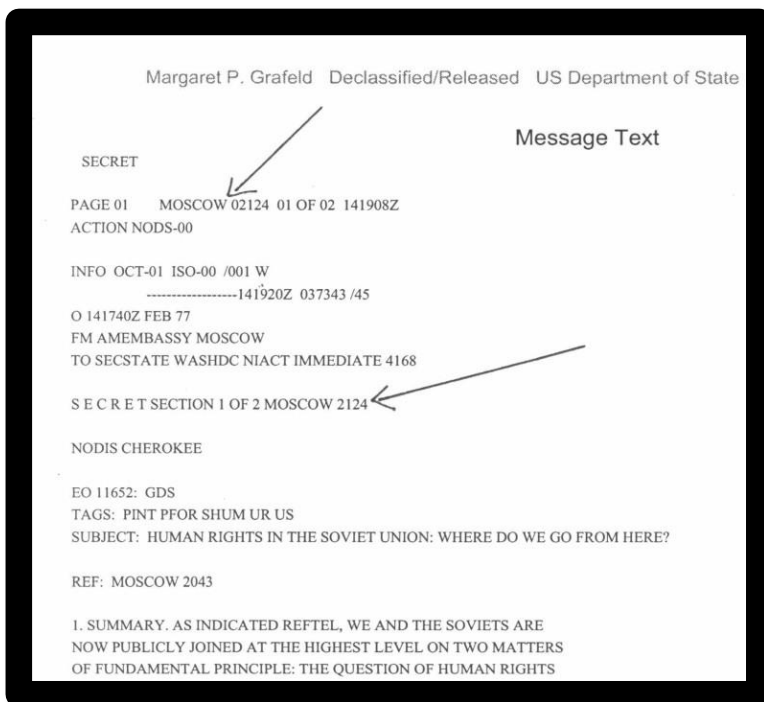 Margaret P. Grafeld Declassified/Released US Department of State
Message Text
SECRET
PAGE 01 MOSCOW 02124 01 OF 02 141908Z
ACTION NODS-00
INFO OCT-01 ISO-00 /001 W
------------------141920Z 037343 /45
O 141740Z FEB 77
FM AMEMBASSY MOSCOW
TO SECSTATE WASHDC NIACT IMMEDIATE 4168
S E C R E T SECTION 1 OF 2 MOSCOW 2124
NODIS CHEROKEE
EO 11652: GDS
TAGS: PINT PFOR SHUM UR US
SUBJECT: HUMAN RIGHTS IN THE SOVIET UNION: WHERE DO WE GO FROM HERE?
REF: MOSCOW 2043
1. SUMMARY. AS INDICATED REFTEL, WE AND THE SOVIETS ARE
NOW PUBLICLY JOINED AT THE HIGHEST LEVEL ON TWO MATTERS
OF FUNDAMENTAL PRINCIPLE: THE QUESTION OF HUMAN RIGHTS